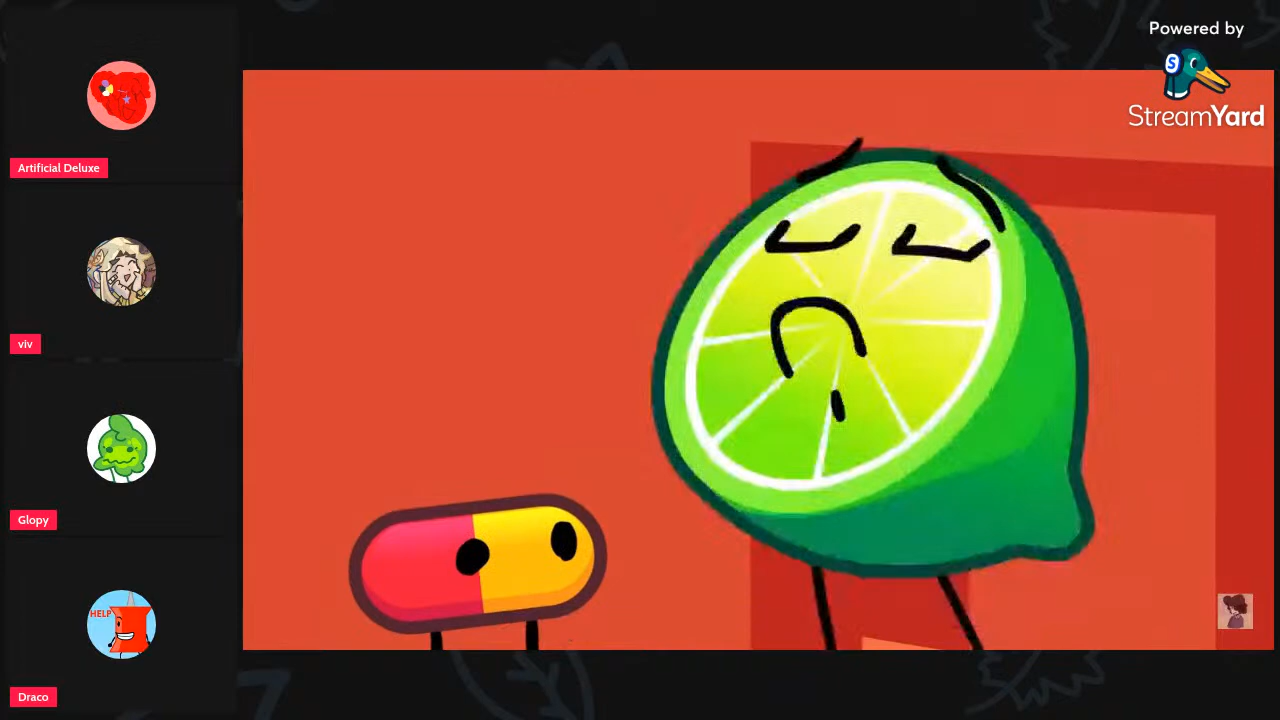 Powered by
StreamYard
Artificial Deluxe
viv
Glopy
HELP
Draco